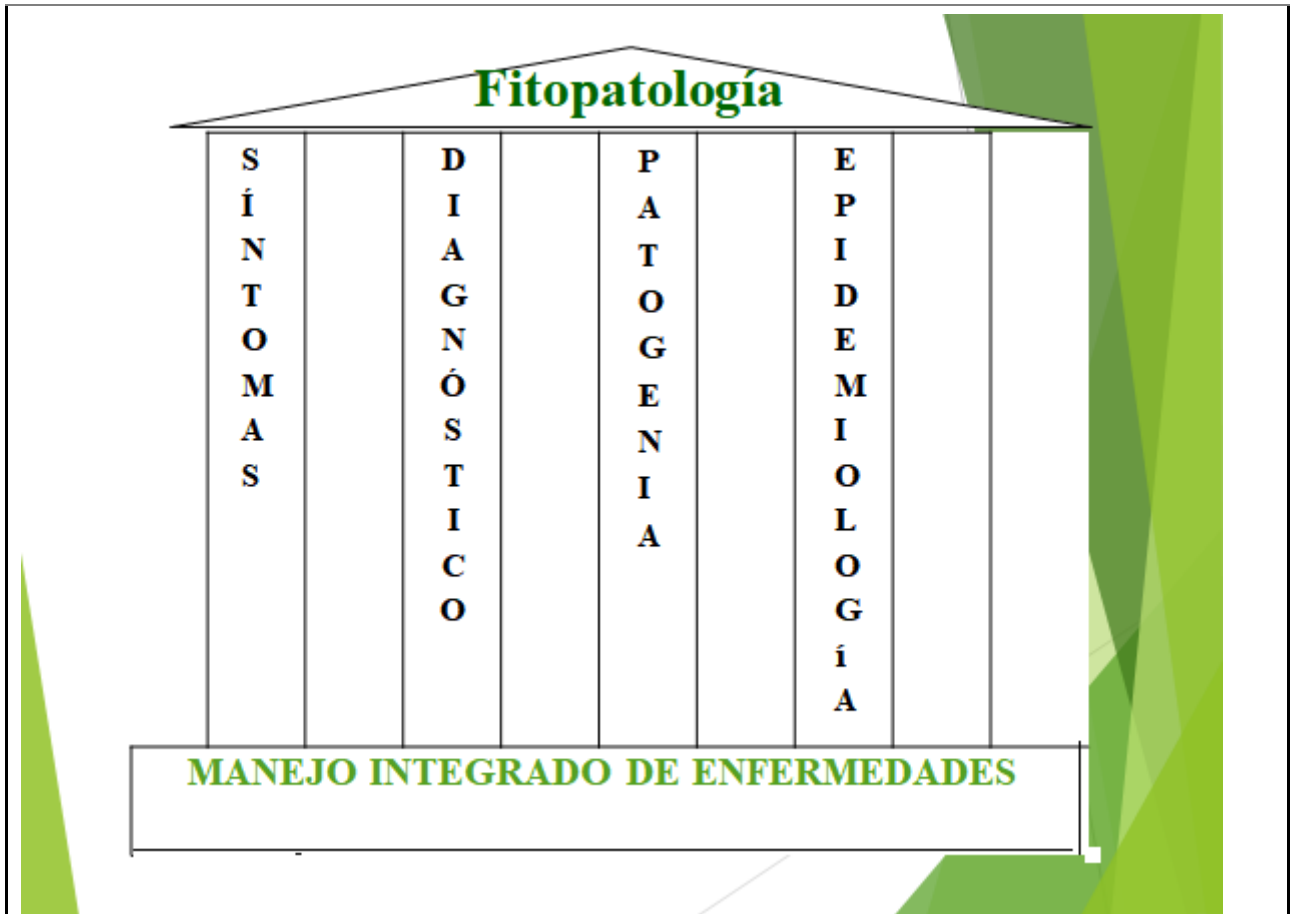 Fitopatología
SÍNTOMAS
DIAGNÓSTICO
PATOGENIA
EPIDEMIOLOGíA
MANEJO INTEGRADO DE ENFERMEDADES